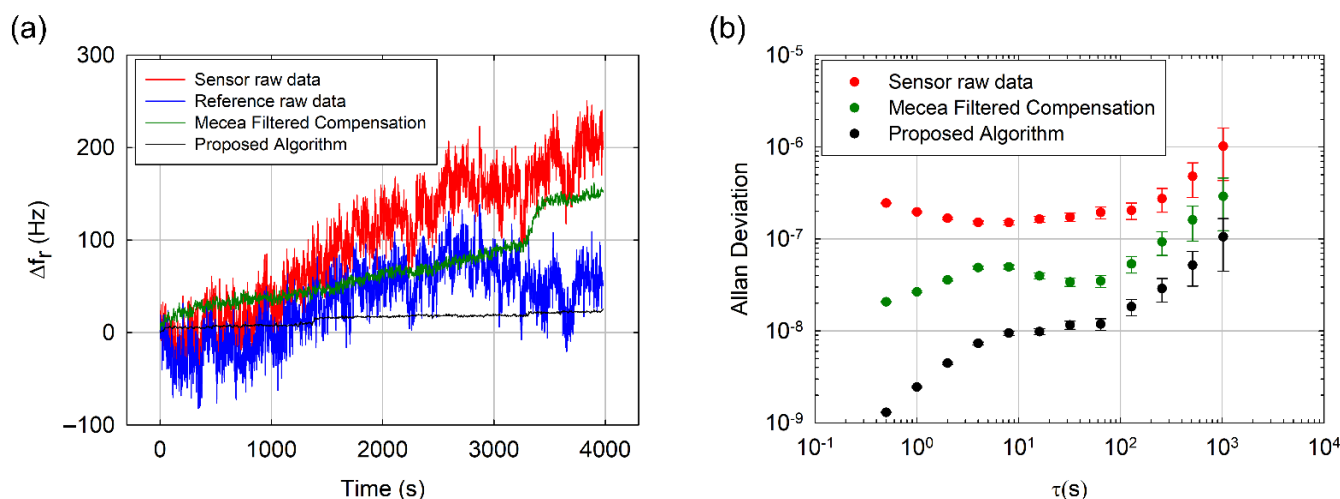 (a)
300
200
100
0
−100
Δfr (Hz)
Sensor raw data
Reference raw data
Mecea Filtered Compensation
Proposed Algorithm
0
1000
2000
3000
4000
Time (s)
(b)
10-5
10-6
10-7
10-8
10-9
Allan Deviation
Sensor raw data
Mecea Filtered Compensation
Proposed Algorithm
10-1
100
101
102
103
104
τ(s)